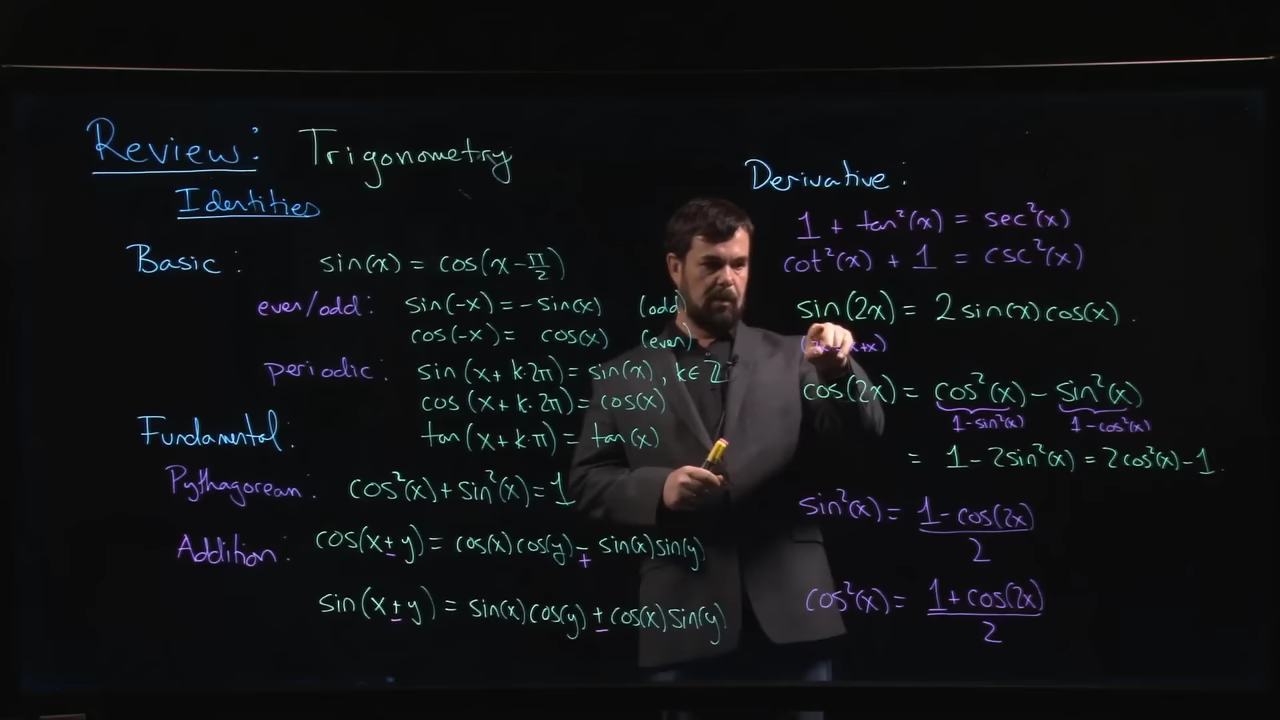 Review: Trigonometry
Identities
Basic: sin(x) = cos(x - π/2)
even/odd: sin(-x) = -sin(x) (odd)
cos(-x) = cos(x) (even)
periodic: sin(x + k·2π) = sin(x), k∈ℤ
cos(x + k·2π) = cos(x)
tan(x + k·π) = tan(x)
Fundamental:
Pythagorean: cos²(x) + sin²(x) = 1
Addition: cos(x±y) = cos(x)cos(y) ∓ sin(x)sin(y)
sin(x±y) = sin(x)cos(y) ± cos(x)sin(y)
Derivative:
1 + tan²(x) = sec²(x)
cot²(x) + 1 = csc²(x)
sin(2x) = 2 sin(x) cos(x).
x+x)
cos(2x) = cos²(x) - sin²(x)
1-sin²(x) 1-cos²(x)
= 1 - 2sin²(x) = 2cos²(x) - 1.
sin²(x) = (1 - cos(2x))/2
cos²(x) = (1 + cos(2x))/2